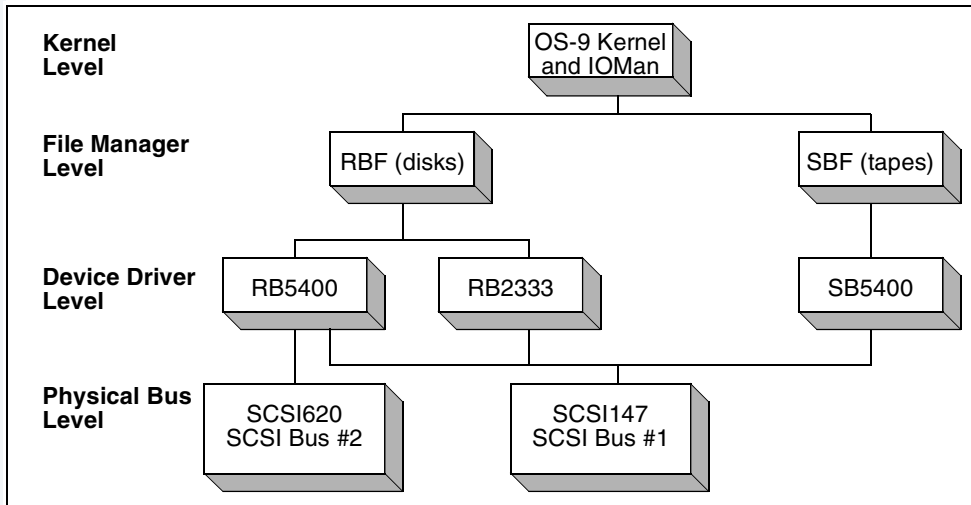 Kernel
Level
OS-9 Kernel
and IOMan
File Manager
Level
RBF (disks)
SBF (tapes)
Device Driver
Level
RB5400
RB2333
SB5400
Physical Bus
Level
SCSI620
SCSI Bus #2
SCSI147
SCSI Bus #1